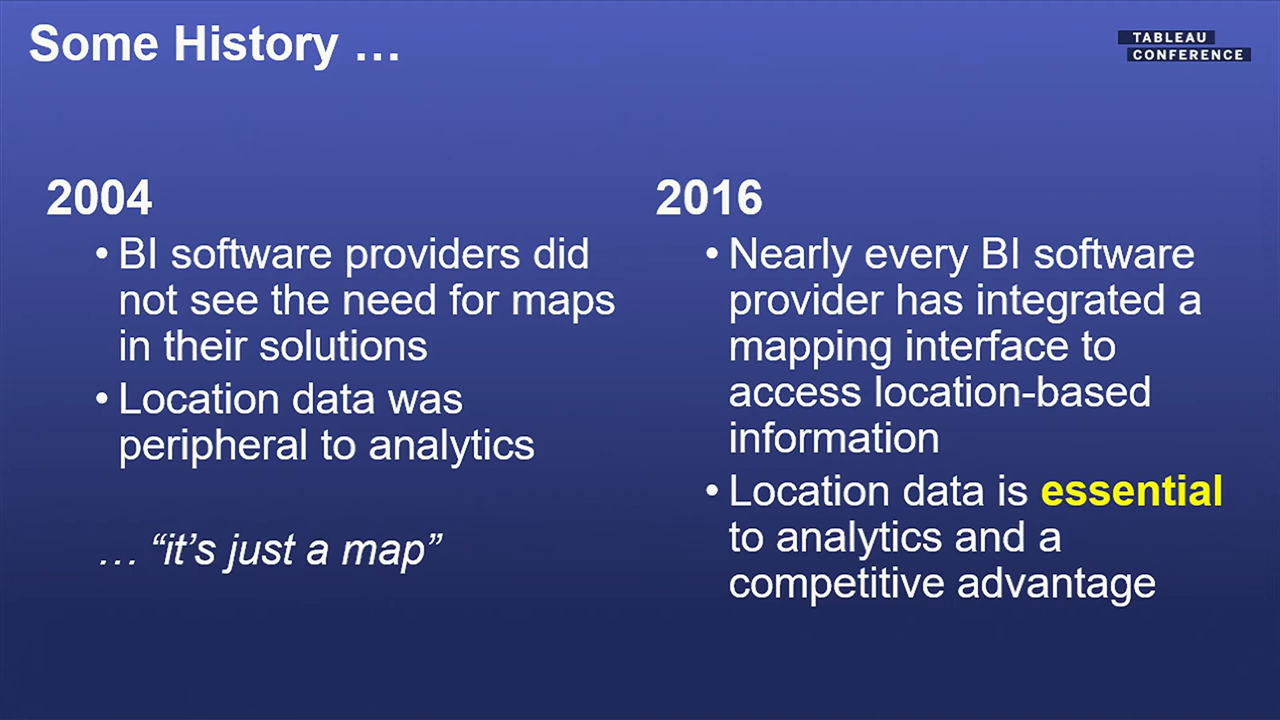 Some History ...
TABLEAU
CONFERENCE
2004
• BI software providers did
not see the need for maps
in their solutions
• Location data was
peripheral to analytics
... “it’s just a map”
2016
• Nearly every BI software
provider has integrated a
mapping interface to
access location-based
information
• Location data is essential
to analytics and a
competitive advantage